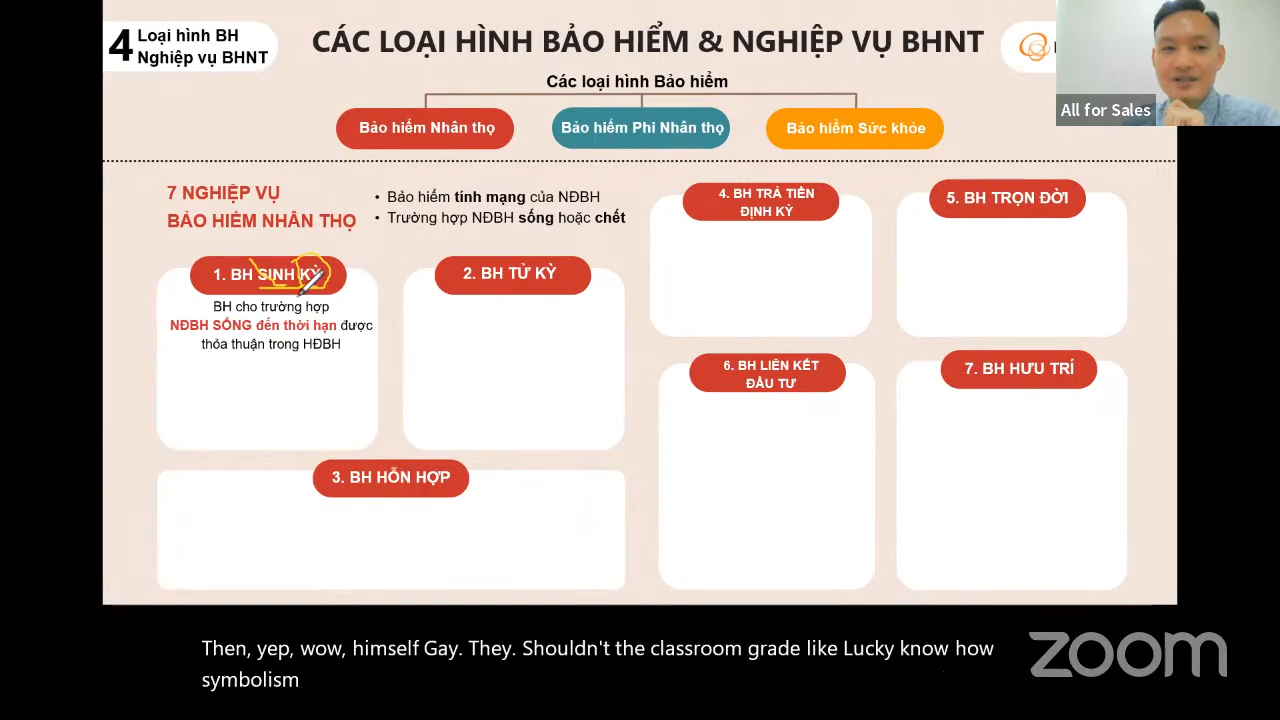 4 Loại hình BH
Nghiệp vụ BHNT
CÁC LOẠI HÌNH BẢO HIỂM & NGHIỆP VỤ BHNT
Các loại hình Bảo hiểm
Bảo hiểm Nhân thọ
Bảo hiểm Phi Nhân thọ
Bảo hiểm Sức khỏe
All for Sales
7 NGHIỆP VỤ
BẢO HIỂM NHÂN THỌ
• Bảo hiểm tính mạng của NĐBH
• Trường hợp NĐBH sống hoặc chết
1. BH SINH KỲ
BH cho trường hợp
NĐBH SỐNG đến thời hạn được
thỏa thuận trong HĐBH
2. BH TỬ KỲ
3. BH HỖN HỢP
4. BH TRẢ TIỀN
ĐỊNH KỲ
5. BH TRỌN ĐỜI
6. BH LIÊN KẾT
ĐẦU TƯ
7. BH HƯU TRÍ
Then, yep, wow, himself Gay. They. Shouldn't the classroom grade like Lucky know how
symbolism
zoom